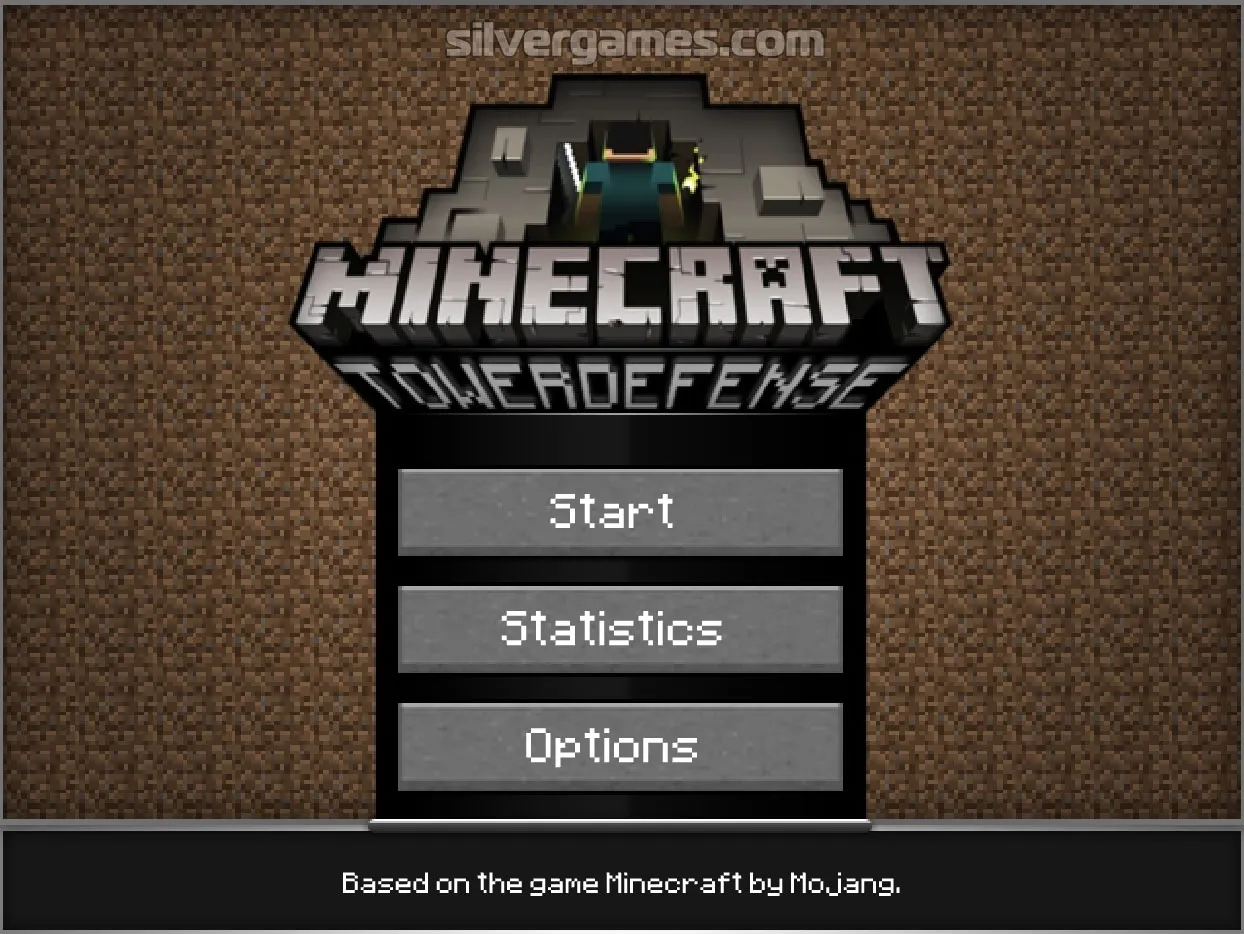 silvergames.com
MINECRAFT
TOWERDEFENSE
Start
Statistics
Options
Based on the game Minecraft by Mojang.